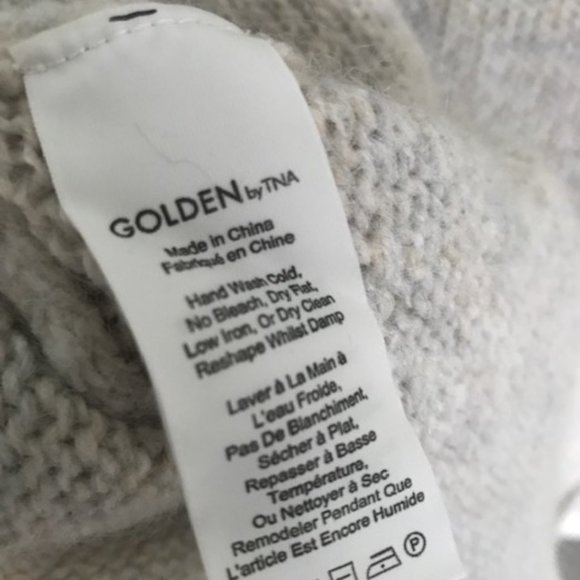 GOLDEN by TNA
Made in China
Fabriqué en Chine
Hand Wash Cold,
No Bleach, Dry Flat,
Low Iron, Or Dry Clean
Reshape Whilst Damp
Laver à La Main à
L'eau Froide,
Pas De Blanchiment,
Sécher à Plat,
Repasser à Basse
Température,
Ou Nettoyer à Sec
Remodeler Pendant Que
L'article Est Encore Humide
P